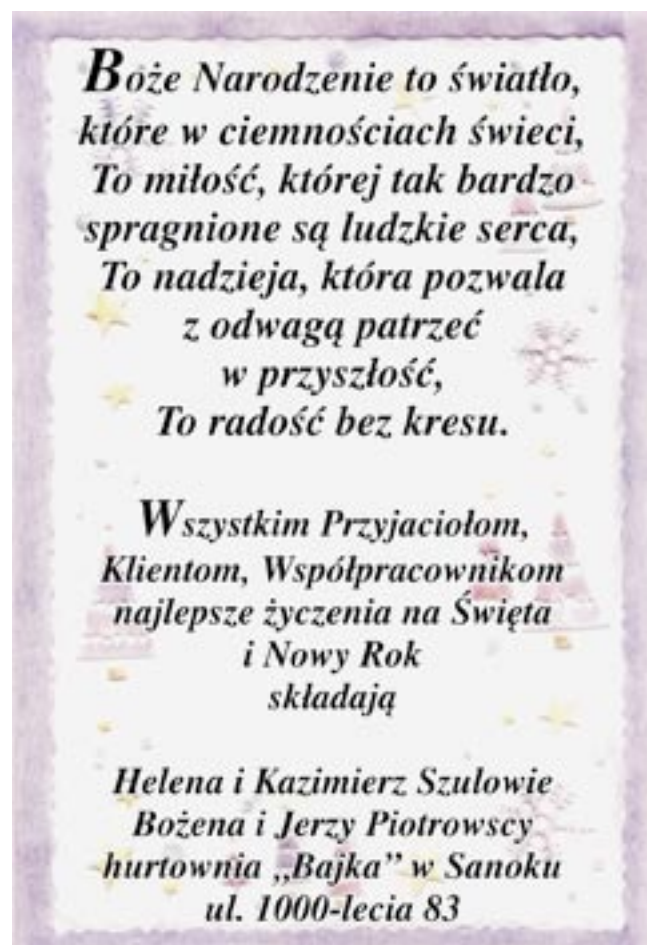 Boże Narodzenie to światło,
które w ciemnościach świeci,
To miłość, której tak bardzo
spragnione są ludzkie serca,
To nadzieja, która pozwala
z odwagą patrzeć
w przyszłość,
To radość bez kresu.
Wszystkim Przyjaciołom,
Klientom, Współpracownikom
najlepsze życzenia na Święta
i Nowy Rok
składają
Helena i Kazimierz Szulowie
Bożena i Jerzy Piotrowscy
hurtownia „Bajka” w Sanoku
ul. 1000-lecia 83